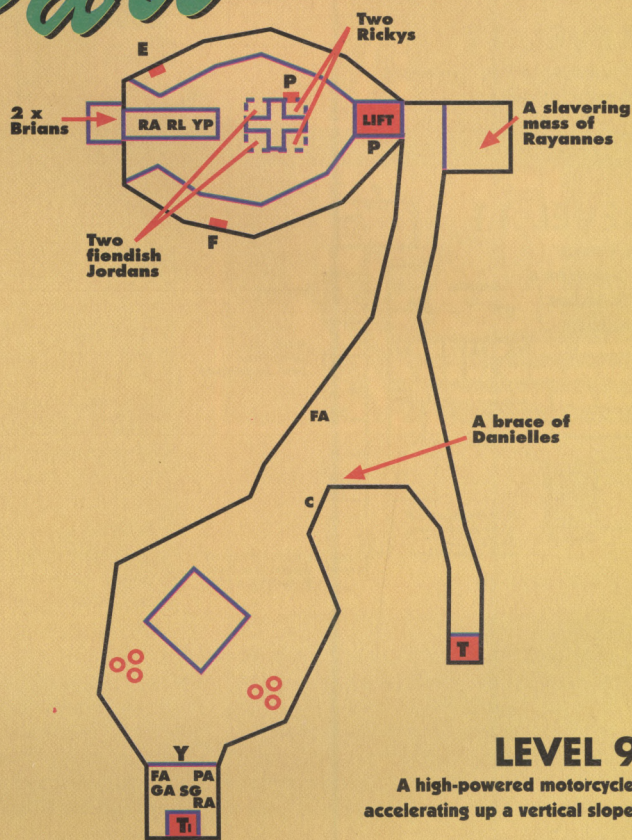 Two
Rickys
E
P
2 x
Brians
RA RL YP
LIFT
P
A slavering
mass of
Rayannes
Two
fiendish
Jordans
F
FA
A brace of
Danielles
C
T
Y
FA PA
GA SG
RA
T1
LEVEL 9
A high-powered motorcycle
accelerating up a vertical slope